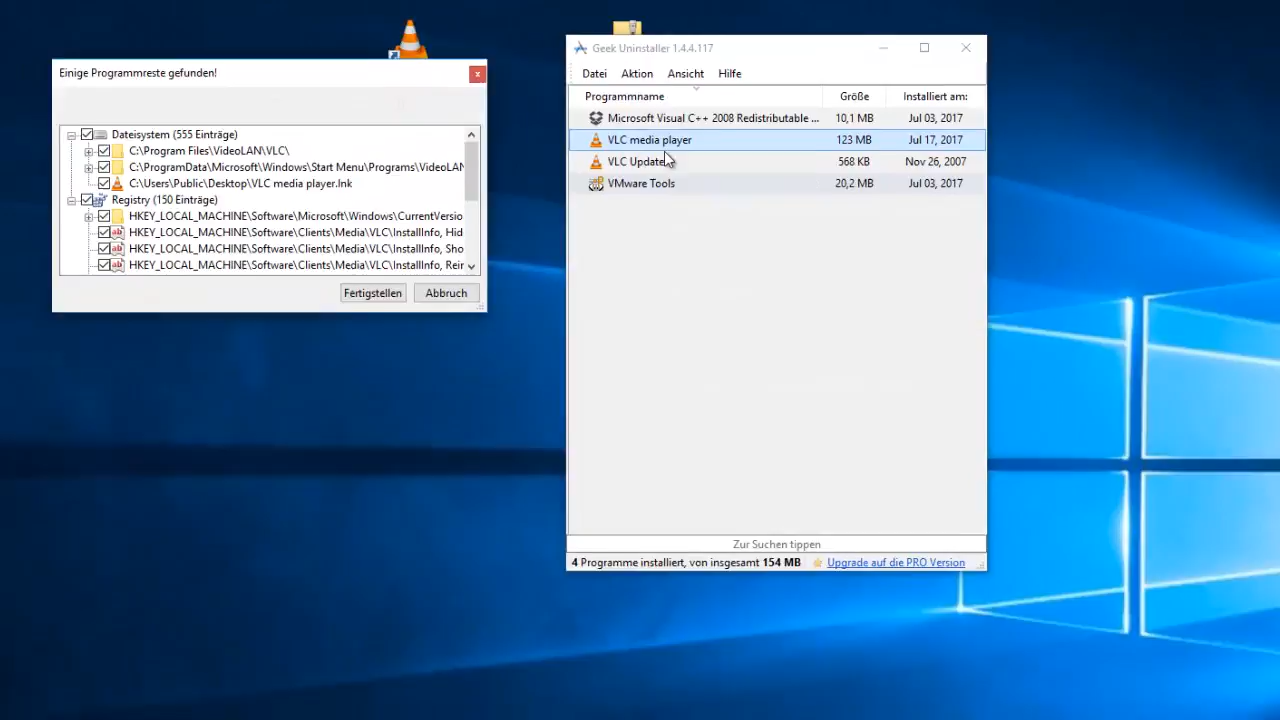 Einige Programmreste gefunden!
x
Dateisystem (555 Einträge)
C:\Program Files\VideoLAN\VLC\
C:\ProgramData\Microsoft\Windows\Start Menu\Programs\VideoLAN
C:\Users\Public\Desktop\VLC media player.lnk
Registry (150 Einträge)
HKEY_LOCAL_MACHINE\Software\Microsoft\Windows\CurrentVersio
HKEY_LOCAL_MACHINE\Software\Clients\Media\VLC\InstallInfo, Hid
HKEY_LOCAL_MACHINE\Software\Clients\Media\VLC\InstallInfo, Sho
HKEY_LOCAL_MACHINE\Software\Clients\Media\VLC\InstallInfo, Rein
Fertigstellen Abbruch
Geek Uninstaller 1.4.4.117
Datei Aktion Ansicht Hilfe
Programmname Größe Installiert am:
Microsoft Visual C++ 2008 Redistributable ... 10,1 MB Jul 03, 2017
VLC media player 123 MB Jul 17, 2017
VLC Update 568 KB Nov 26, 2007
VMware Tools 20,2 MB Jul 03, 2017
Zur Suchen tippen
4 Programme installiert, von insgesamt 154 MB Upgrade auf die PRO Version